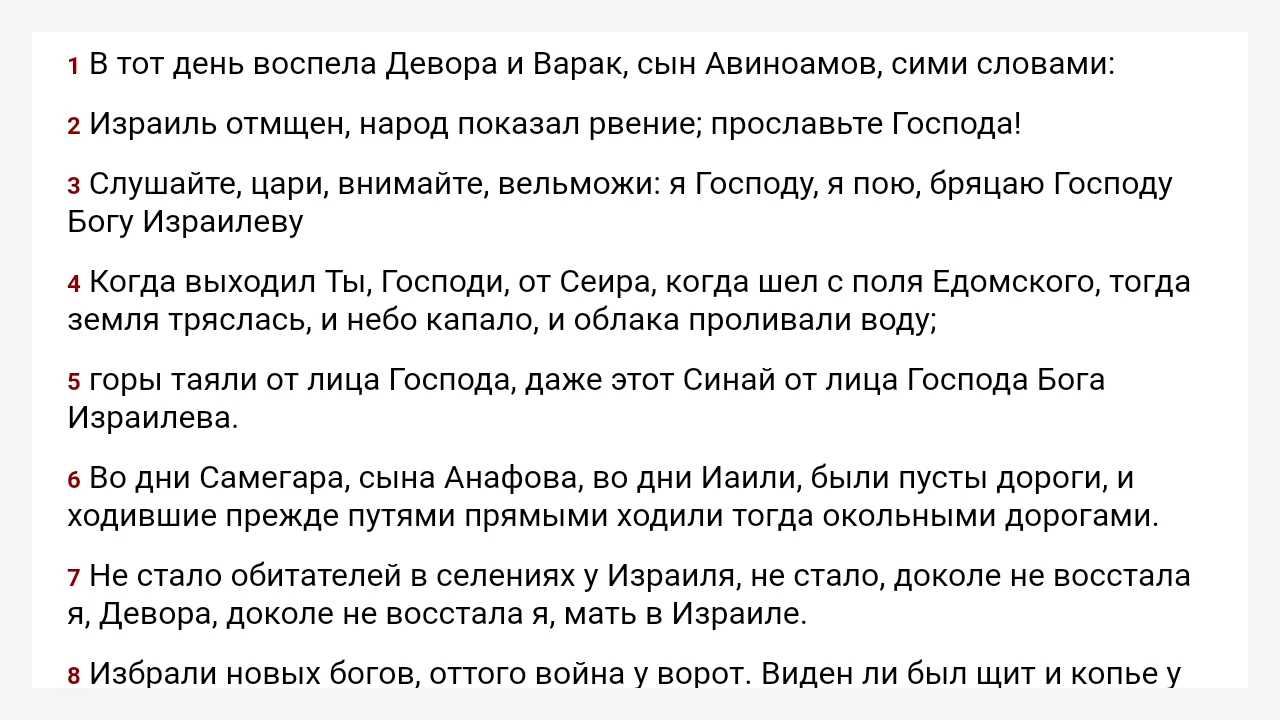 1 В тот день воспела Девора и Варак, сын Авиноамов, сими словами:
2 Израиль отмщен, народ показал рвение; прославьте Господа!
3 Слушайте, цари, внимайте, вельможи: я Господу, я пою, бряцаю Господу
Богу Израилеву
4 Когда выходил Ты, Господи, от Сеира, когда шел с поля Едомского, тогда
земля тряслась, и небо капало, и облака проливали воду;
5 горы таяли от лица Господа, даже этот Синай от лица Господа Бога
Израилева.
6 Во дни Самегара, сына Анафова, во дни Иаили, были пусты дороги, и
ходившие прежде путями прямыми ходили тогда окольными дорогами.
7 Не стало обитателей в селениях у Израиля, не стало, доколе не восстала
я, Девора, доколе не восстала я, мать в Израиле.
8 Избрали новых богов, оттого война у ворот. Виден ли был щит и копье у